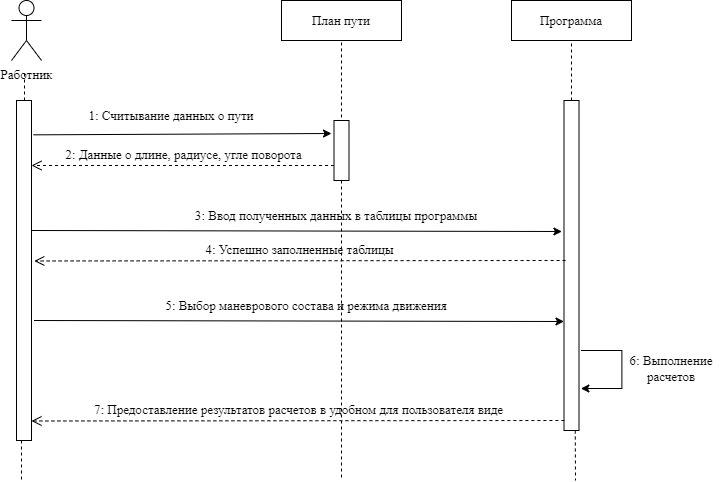 План пути
Программа
Работник
1: Считывание данных о пути
2: Данные о длине, радиусе, угле поворота
3: Ввод полученных данных в таблицы программы
4: Успешно заполненные таблицы
5: Выбор маневрового состава и режима движения
6: Выполнение
расчетов
7: Предоставление результатов расчетов в удобном для пользователя виде